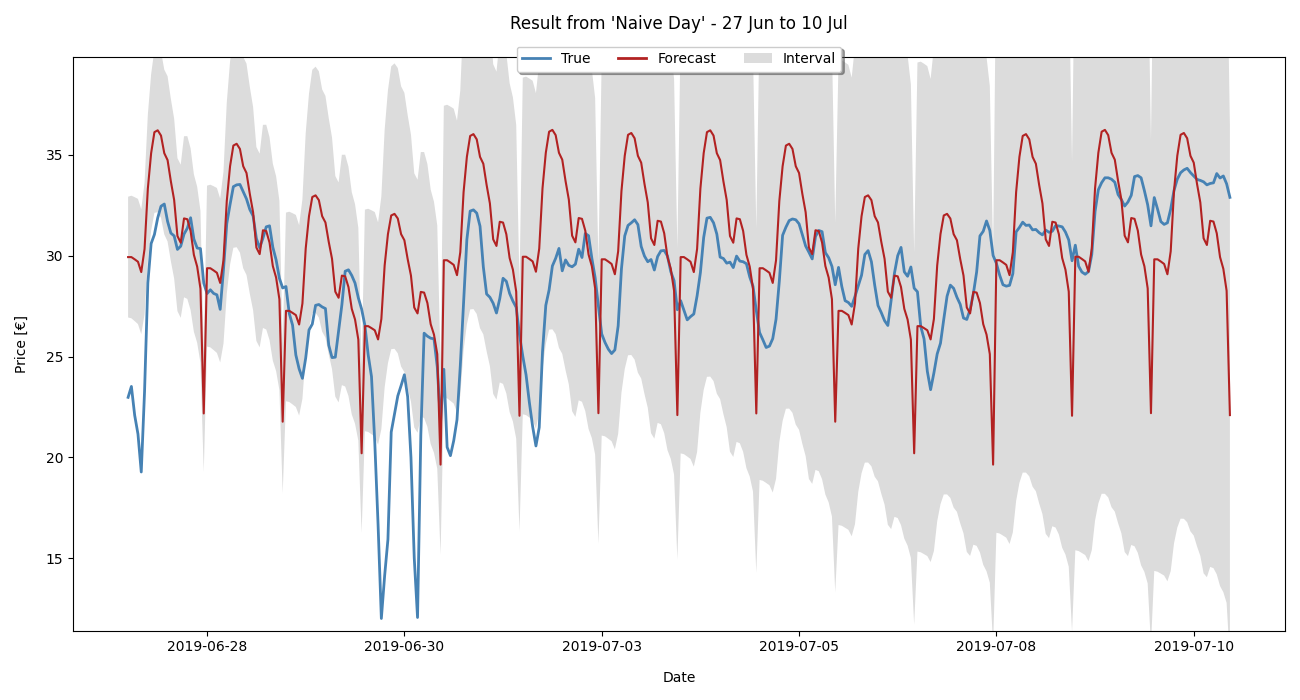 Result from 'Naive Day' - 27 Jun to 10 Jul
True Forecast Interval
Price [€]
35
30
25
20
15
2019-06-28 2019-06-30 2019-07-03 2019-07-05 2019-07-08 2019-07-10
Date